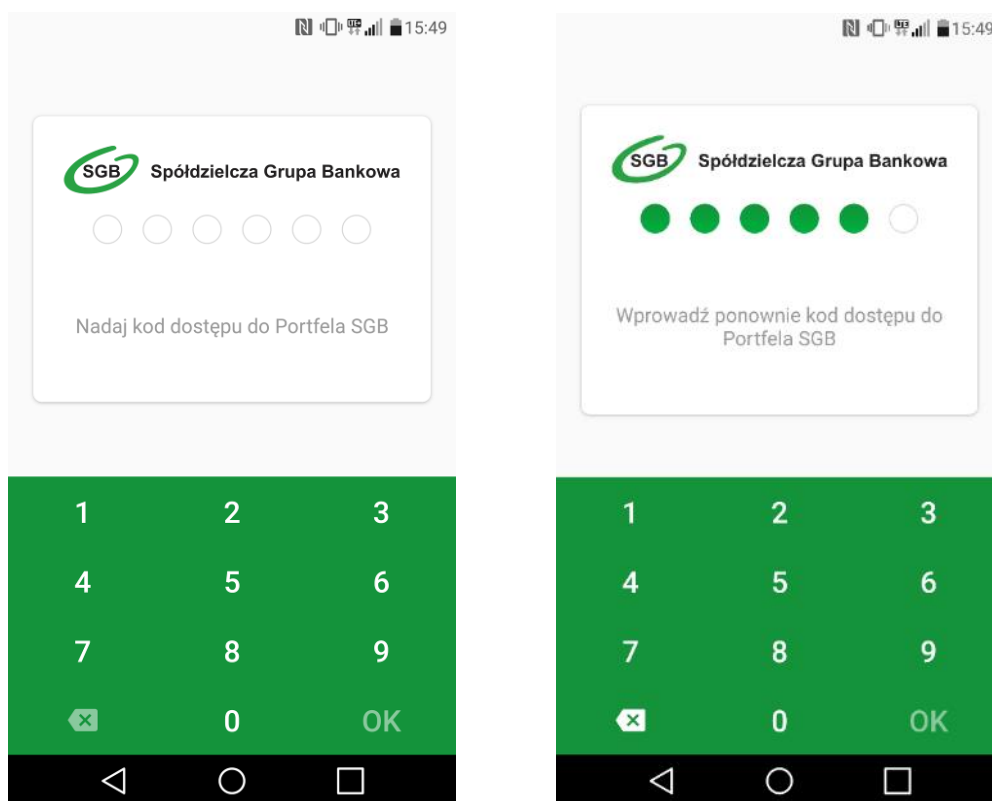 15:49
SGB Spółdzielcza Grupa Bankowa
Nadaj kod dostępu do Portfela SGB
1 2 3
4 5 6
7 8 9
0 OK
15:49
SGB Spółdzielcza Grupa Bankowa
Wprowadź ponownie kod dostępu do
Portfela SGB
1 2 3
4 5 6
7 8 9
0 OK